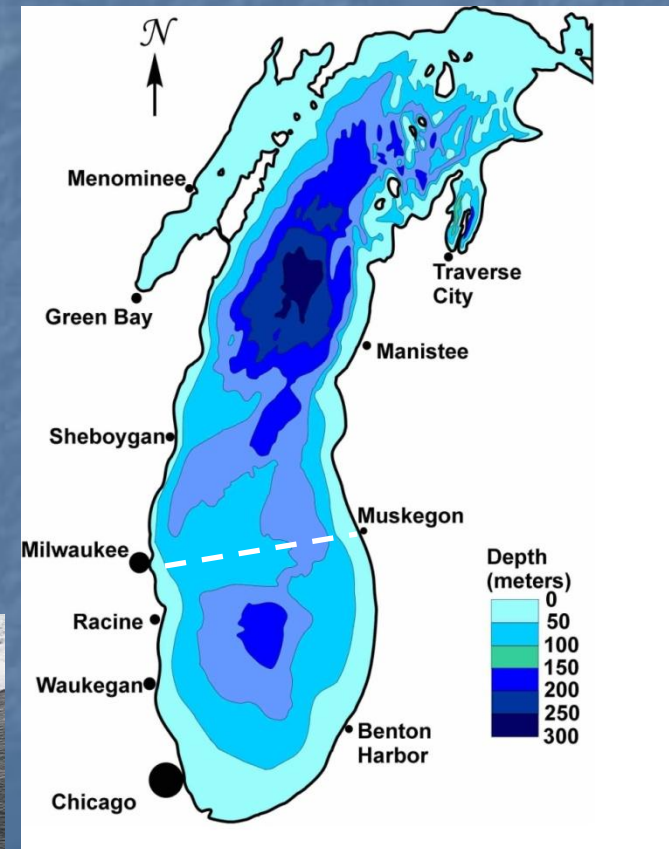 N
Menominee
Green Bay
Traverse
City
Manistee
Sheboygan
Muskegon
Milwaukee
Racine
Waukegan
Benton
Harbor
Chicago
Depth
(meters)
0
50
100
150
200
250
300